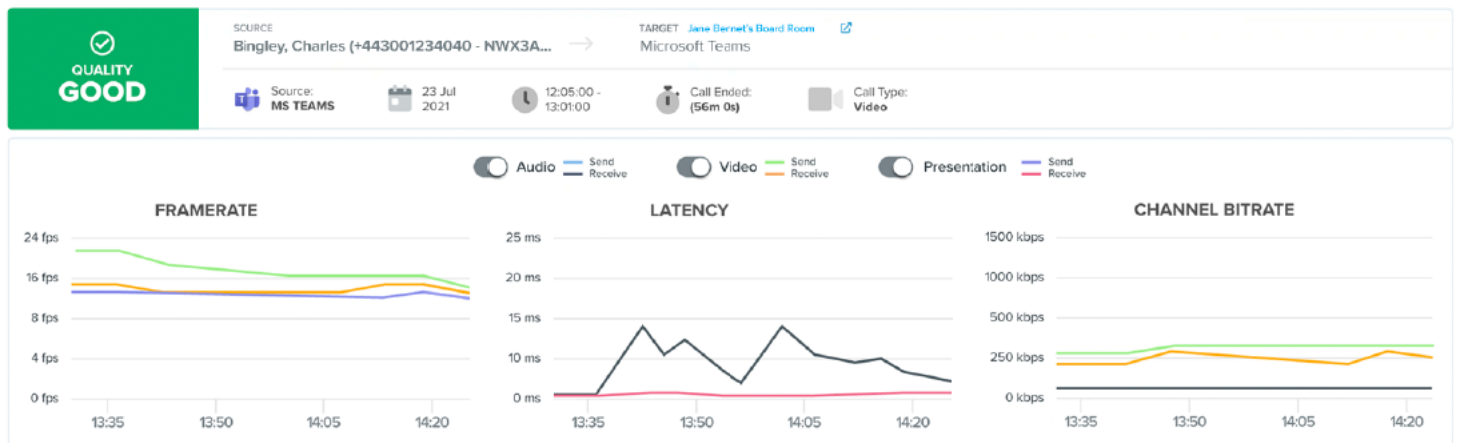 QUALITY
GOOD
SOURCE
Bingley, Charles (+443001234040 - NWX3A...
TARGET Jane Bernet's Board Room
Microsoft Teams
Source:
MS TEAMS
23 Jul
2021
12:05:00 -
13:01:00
Call Ended:
(56m 0s)
Call Type:
Video
Audio
Send
Receive
Video
Send
Receive
Presentation
Send
Receive
FRAMERATE
24 fps
16 fps
8 fps
4 fps
0 fps
13:35 13:50 14:05 14:20
LATENCY
25 ms
20 ms
15 ms
10 ms
0 ms
13:35 13:50 14:05 14:20
CHANNEL BITRATE
1500 kbps
1000 kbps
500 kbps
250 kbps
0 kbps
13:35 13:50 14:05 14:20